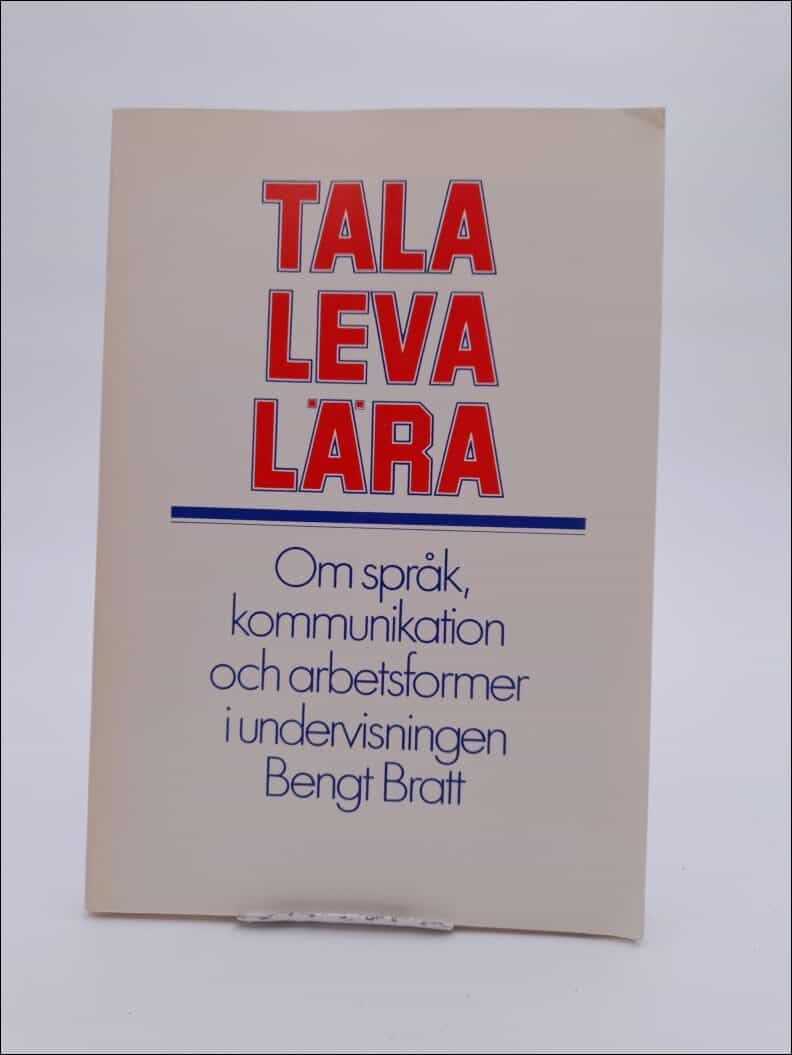 TALA
LEVA
LÄRA
Om språk,
kommunikation
och arbetsformer
i undervisningen
Bengt Bratt